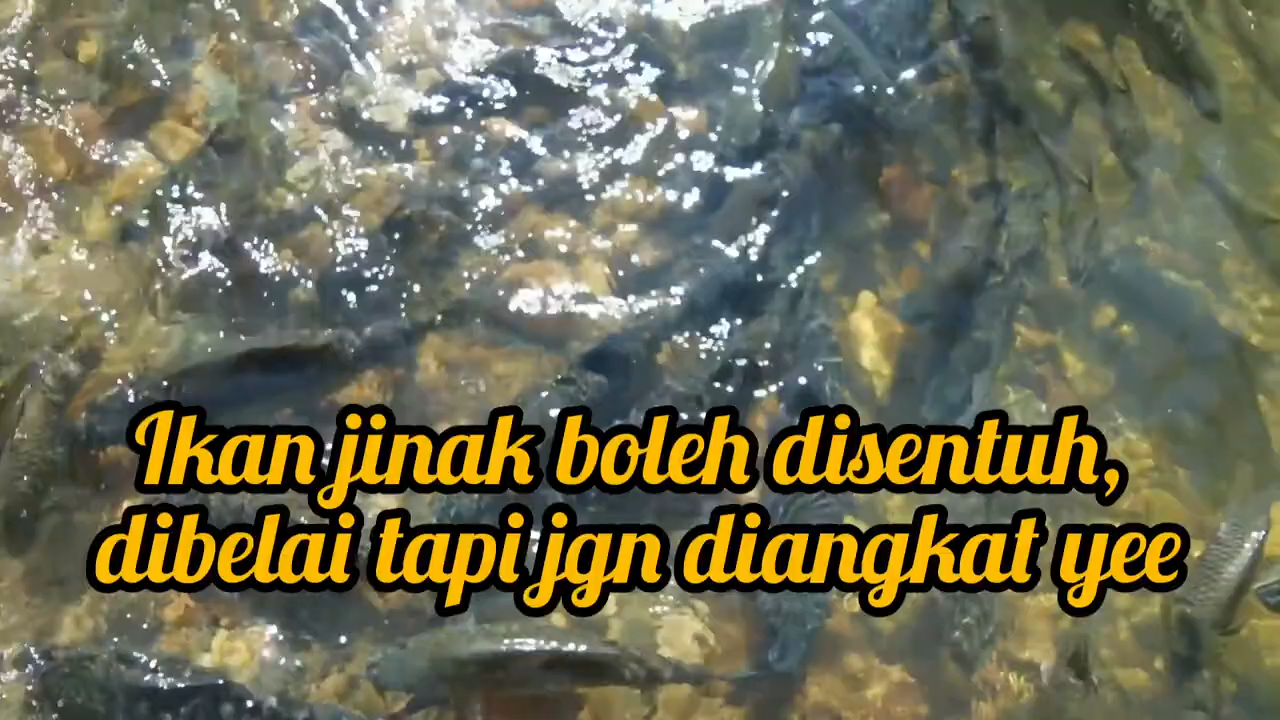 Ikan jinak boleh disentuh,
dibelai tapi jgn diangkat yee